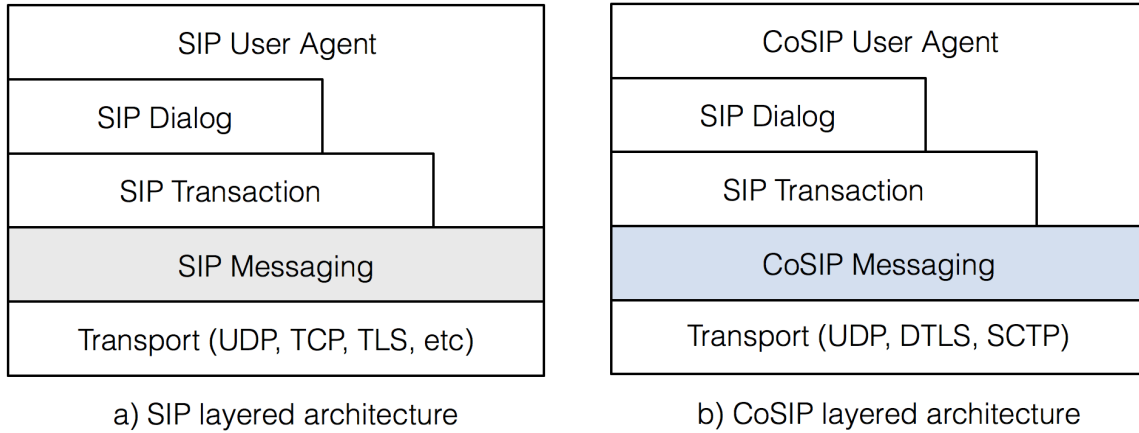 SIP User Agent
SIP Dialog
SIP Transaction
SIP Messaging
Transport (UDP, TCP, TLS, etc)
a) SIP layered architecture
CoSIP User Agent
SIP Dialog
SIP Transaction
CoSIP Messaging
Transport (UDP, DTLS, SCTP)
b) CoSIP layered architecture